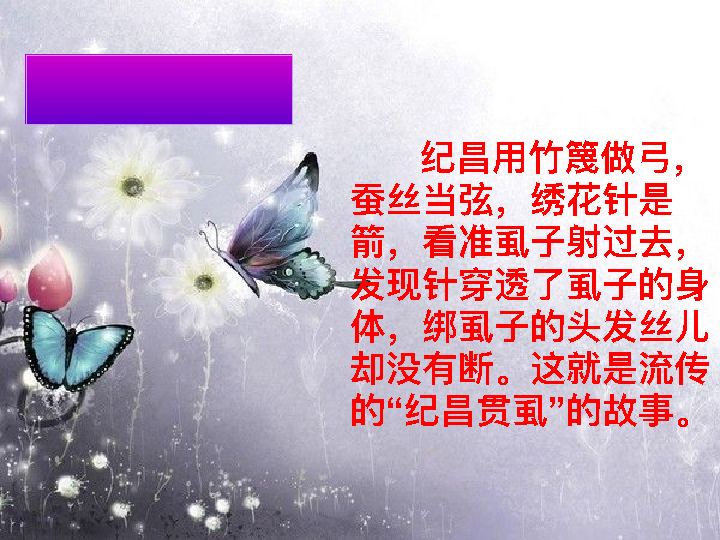 纪昌用竹篾做弓，
蚕丝当弦，绣花针是
箭，看准虱子射过去，
发现针穿透了虱子的身
体，绑虱子的头发丝儿
却没有断。这就是流传
的“纪昌贯虱”的故事。